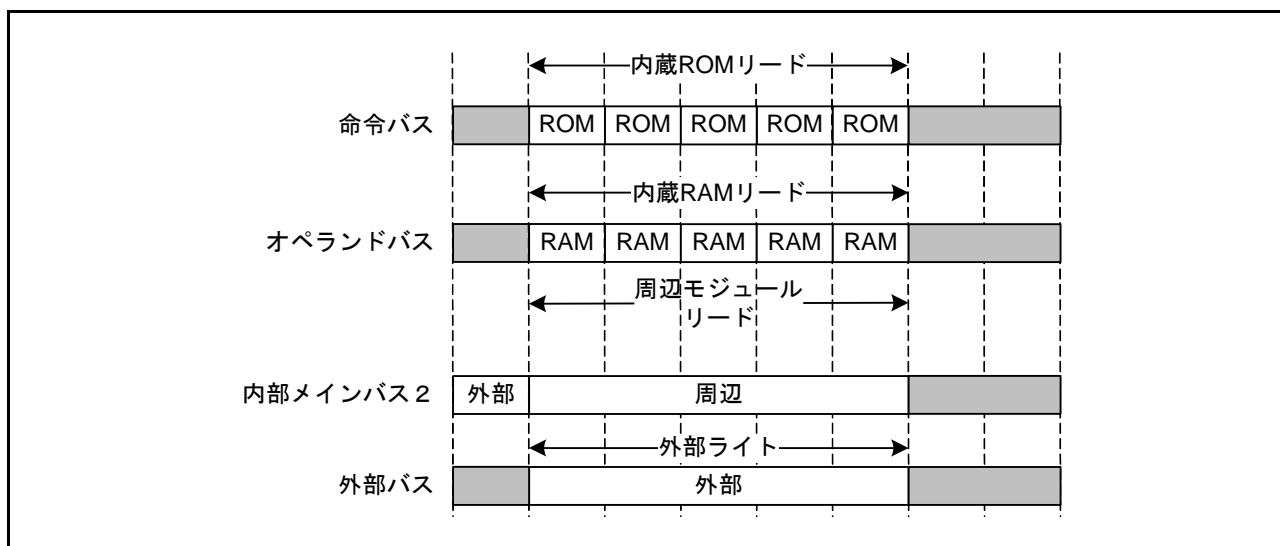 内蔵ROMリード
命令バス
ROM ROM ROM ROM ROM
内蔵RAMリード
オペランドバス
RAM RAM RAM RAM RAM
周辺モジュール
リード
内部メインバス2
外部 周辺
外部ライト
外部バス
外部